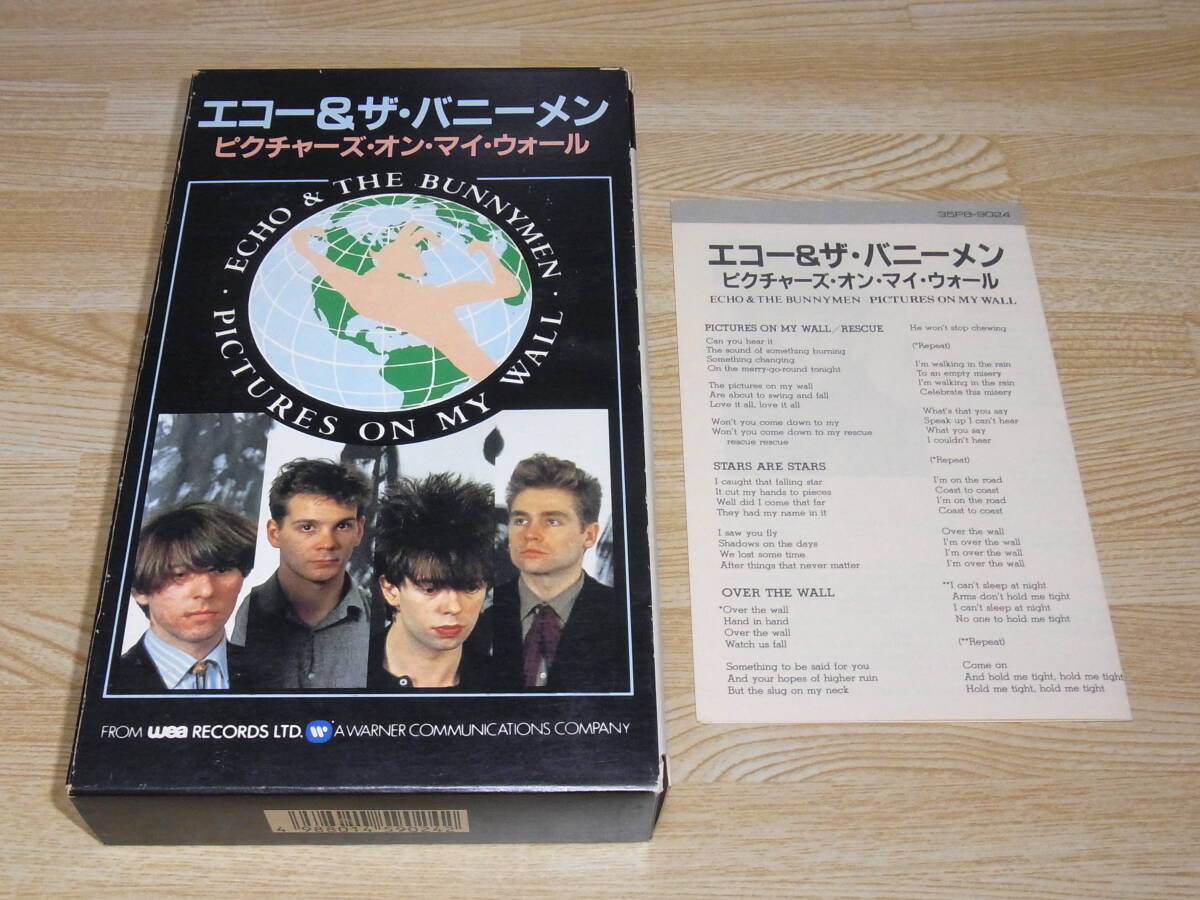 エコー&ザ・バニーメン
ピクチャーズ・オン・マイ・ウォール
ECHO & THE BUNNYMEN ·
PICTURES ON MY WALL ·
FROM wea RECORDS LTD. A WARNER COMMUNICATIONS COMPANY
4 988014 690242
35P6-9024
エコー&ザ・バニーメン
ピクチャーズ・オン・マイ・ウォール
ECHO & THE BUNNYMEN PICTURES ON MY WALL
PICTURES ON MY WALL/RESCUE
Can you hear it
The sound of something burning
Something changing
On the merry-go-round tonight
The pictures on my wall
Are about to swing and fall
Love it all, love it all
Won't you come down to my
Won't you come down to my rescue
rescue rescue
STARS ARE STARS
I caught that falling star
It cut my hands to pieces
Well did I come that far
They had my name in it
I saw you fly
Shadows on the days
We lost some time
After things that never matter
OVER THE WALL
*Over the wall
Hand in hand
Over the wall
Watch us fall
Something to be said for you
And your hopes of higher ruin
But the slug on my neck
He won't stop chewing
(*Repeat)
I'm walking in the rain
To an empty misery
I'm walking in the rain
Celebrate this misery
What's that you say
Speak up I can't hear
What you say
I couldn't hear
(*Repeat)
I'm on the road
Coast to coast
I'm on the road
Coast to coast
Over the wall
I'm over the wall
I'm over the wall
I'm over the wall
**I can't sleep at night
Arms don't hold me tight
I can't sleep at night
No one to hold me tight
(**Repeat)
Come on
And hold me tight, hold me tight
Hold me tight, hold me tight